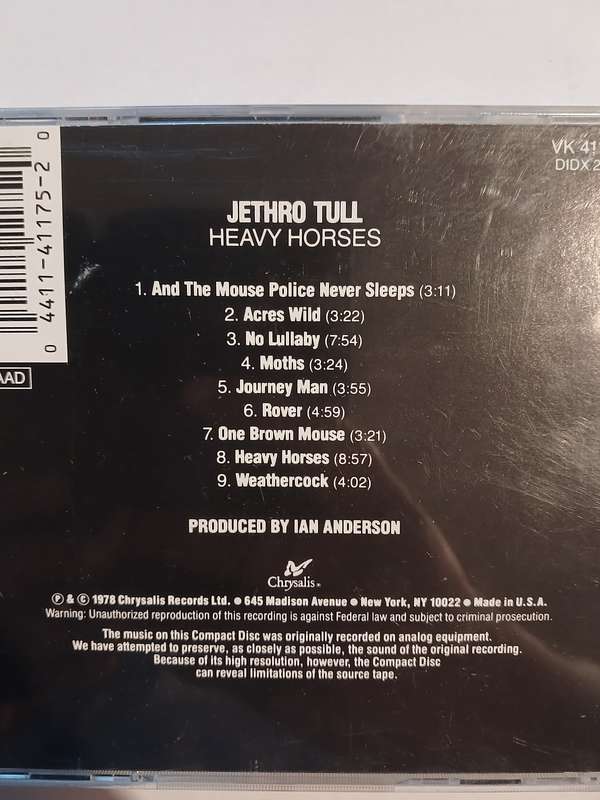 VK 411
DIDX 2
0 4411-41175-2 0
AAD
JETHRO TULL
HEAVY HORSES
1. And The Mouse Police Never Sleeps (3:11)
2. Acres Wild (3:22)
3. No Lullaby (7:54)
4. Moths (3:24)
5. Journey Man (3:55)
6. Rover (4:59)
7. One Brown Mouse (3:21)
8. Heavy Horses (8:57)
9. Weathercock (4:02)
PRODUCED BY IAN ANDERSON
Chrysalis
℗ & © 1978 Chrysalis Records Ltd. ● 645 Madison Avenue ● New York, NY 10022 ● Made in U.S.A.
Warning: Unauthorized reproduction of this recording is against Federal law and subject to criminal prosecution.
The music on this Compact Disc was originally recorded on analog equipment.
We have attempted to preserve, as closely as possible, the sound of the original recording.
Because of its high resolution, however, the Compact Disc
can reveal limitations of the source tape.